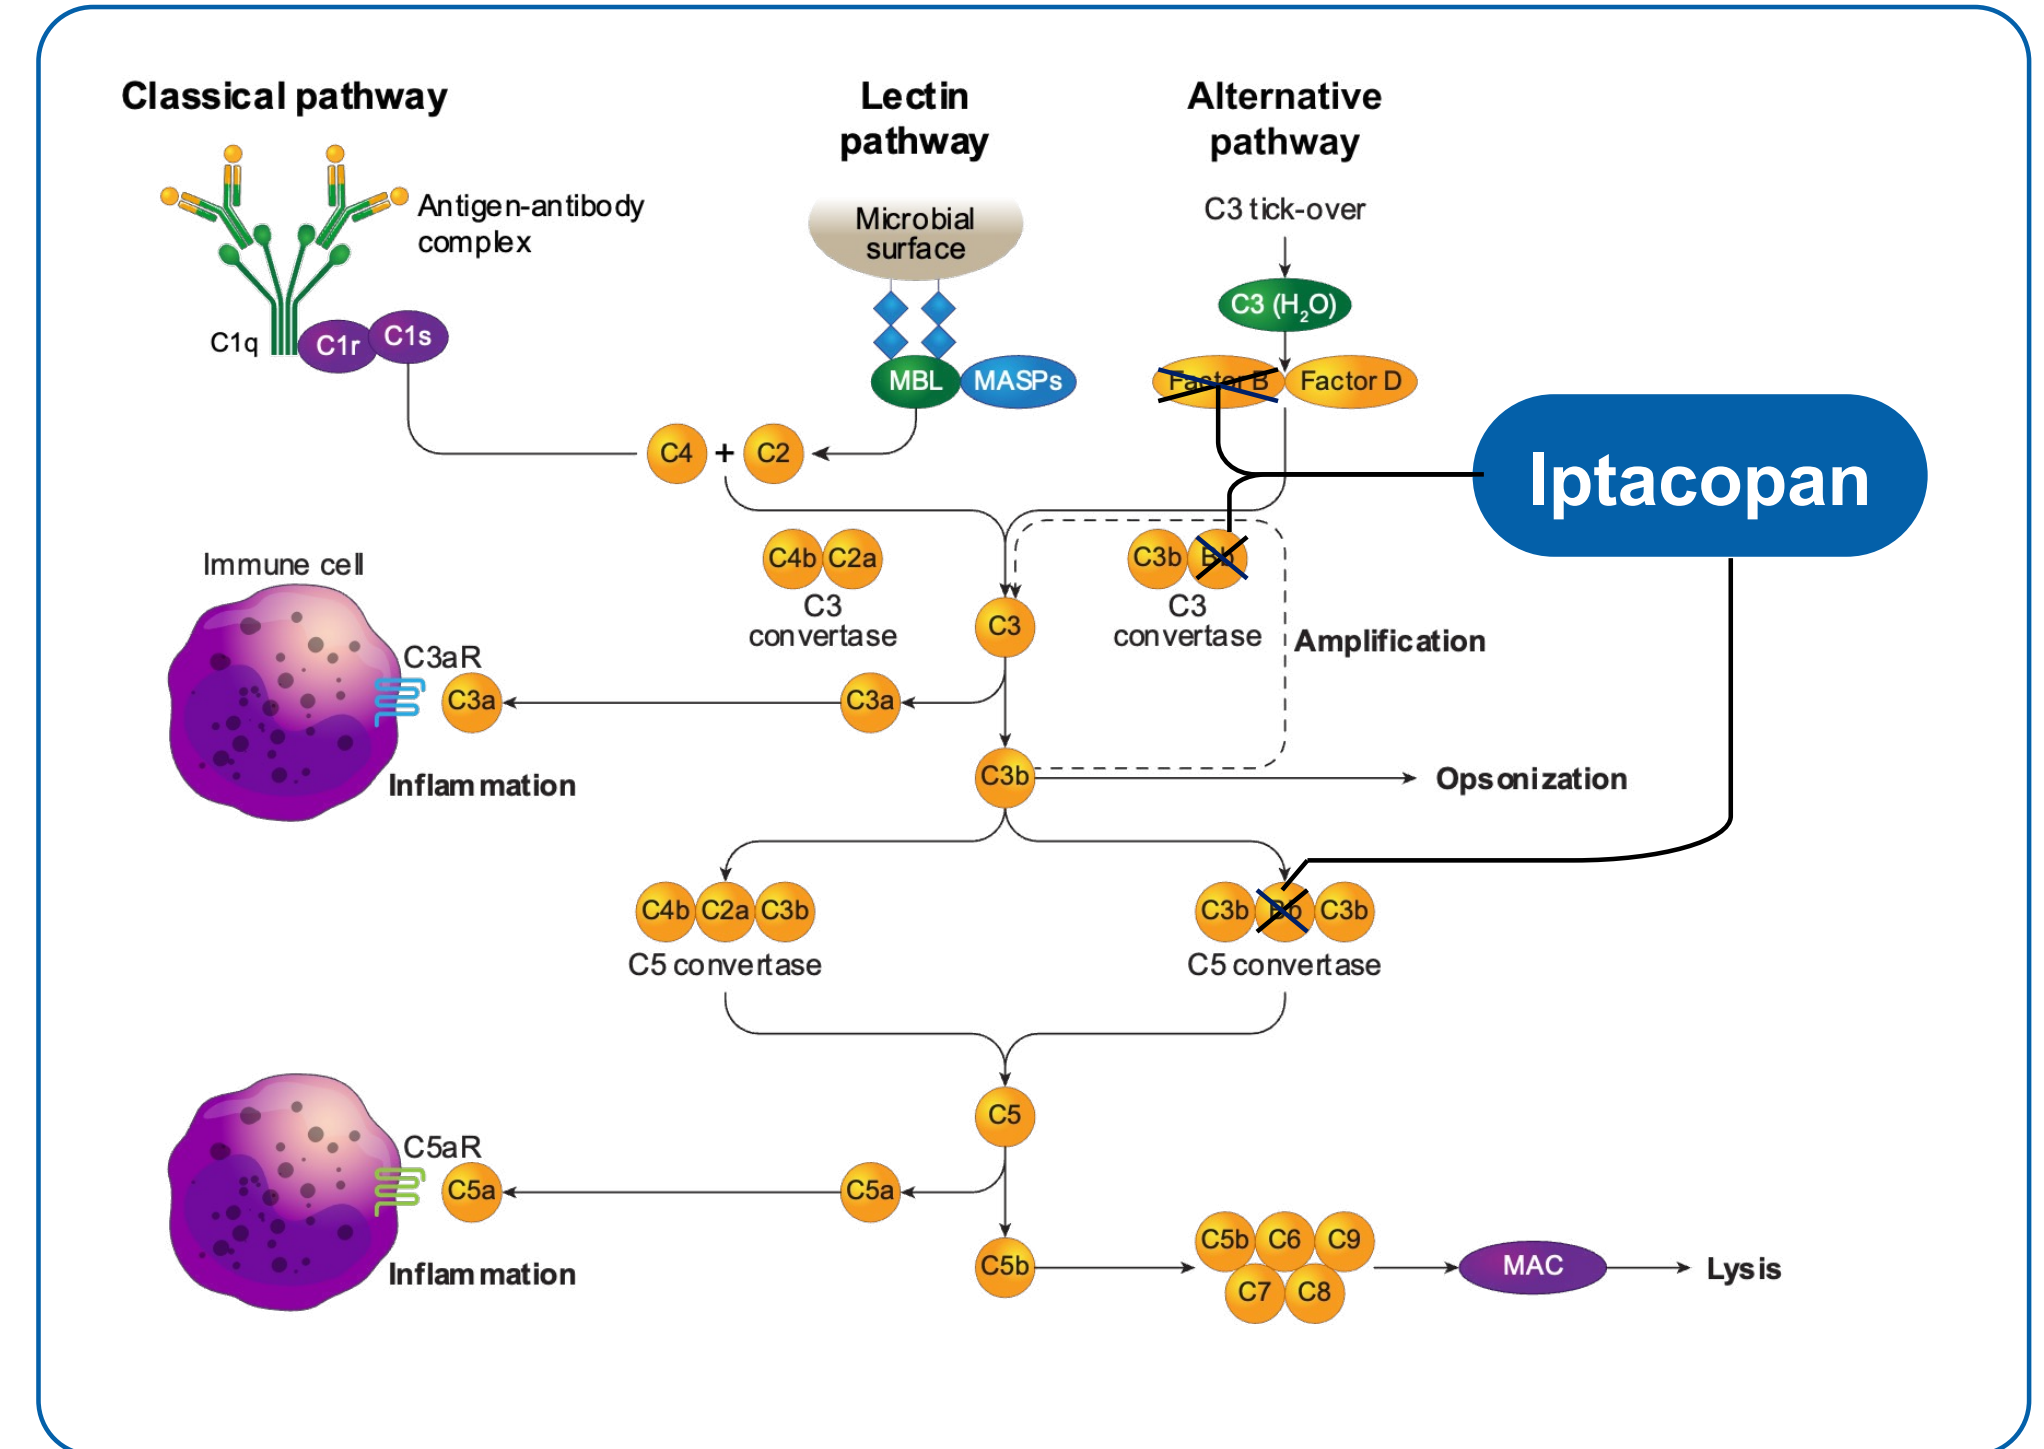 Classical pathway
Lectin
pathway
Alternative
pathway
Antigen-antibody
complex
Microbial
surface
C3 tick-over
C3 (H₂O)
C1q
C1r
C1s
MBL
MASPs
Factor B
Factor D
Iptacopan
C4
+
C2
C4b
C2a
C3
convertase
C3b
Bb
C3
convertase
Immune cell
C3
Amplification
C3aR
C3a
C3a
Inflammation
C3b
Opsonization
C4b
C2a
C3b
C5 convertase
C3b
Bb
C3b
C5 convertase
C5
C5aR
C5a
C5a
Inflammation
C5b
C5b
C6
C9
C7
C8
MAC
Lysis